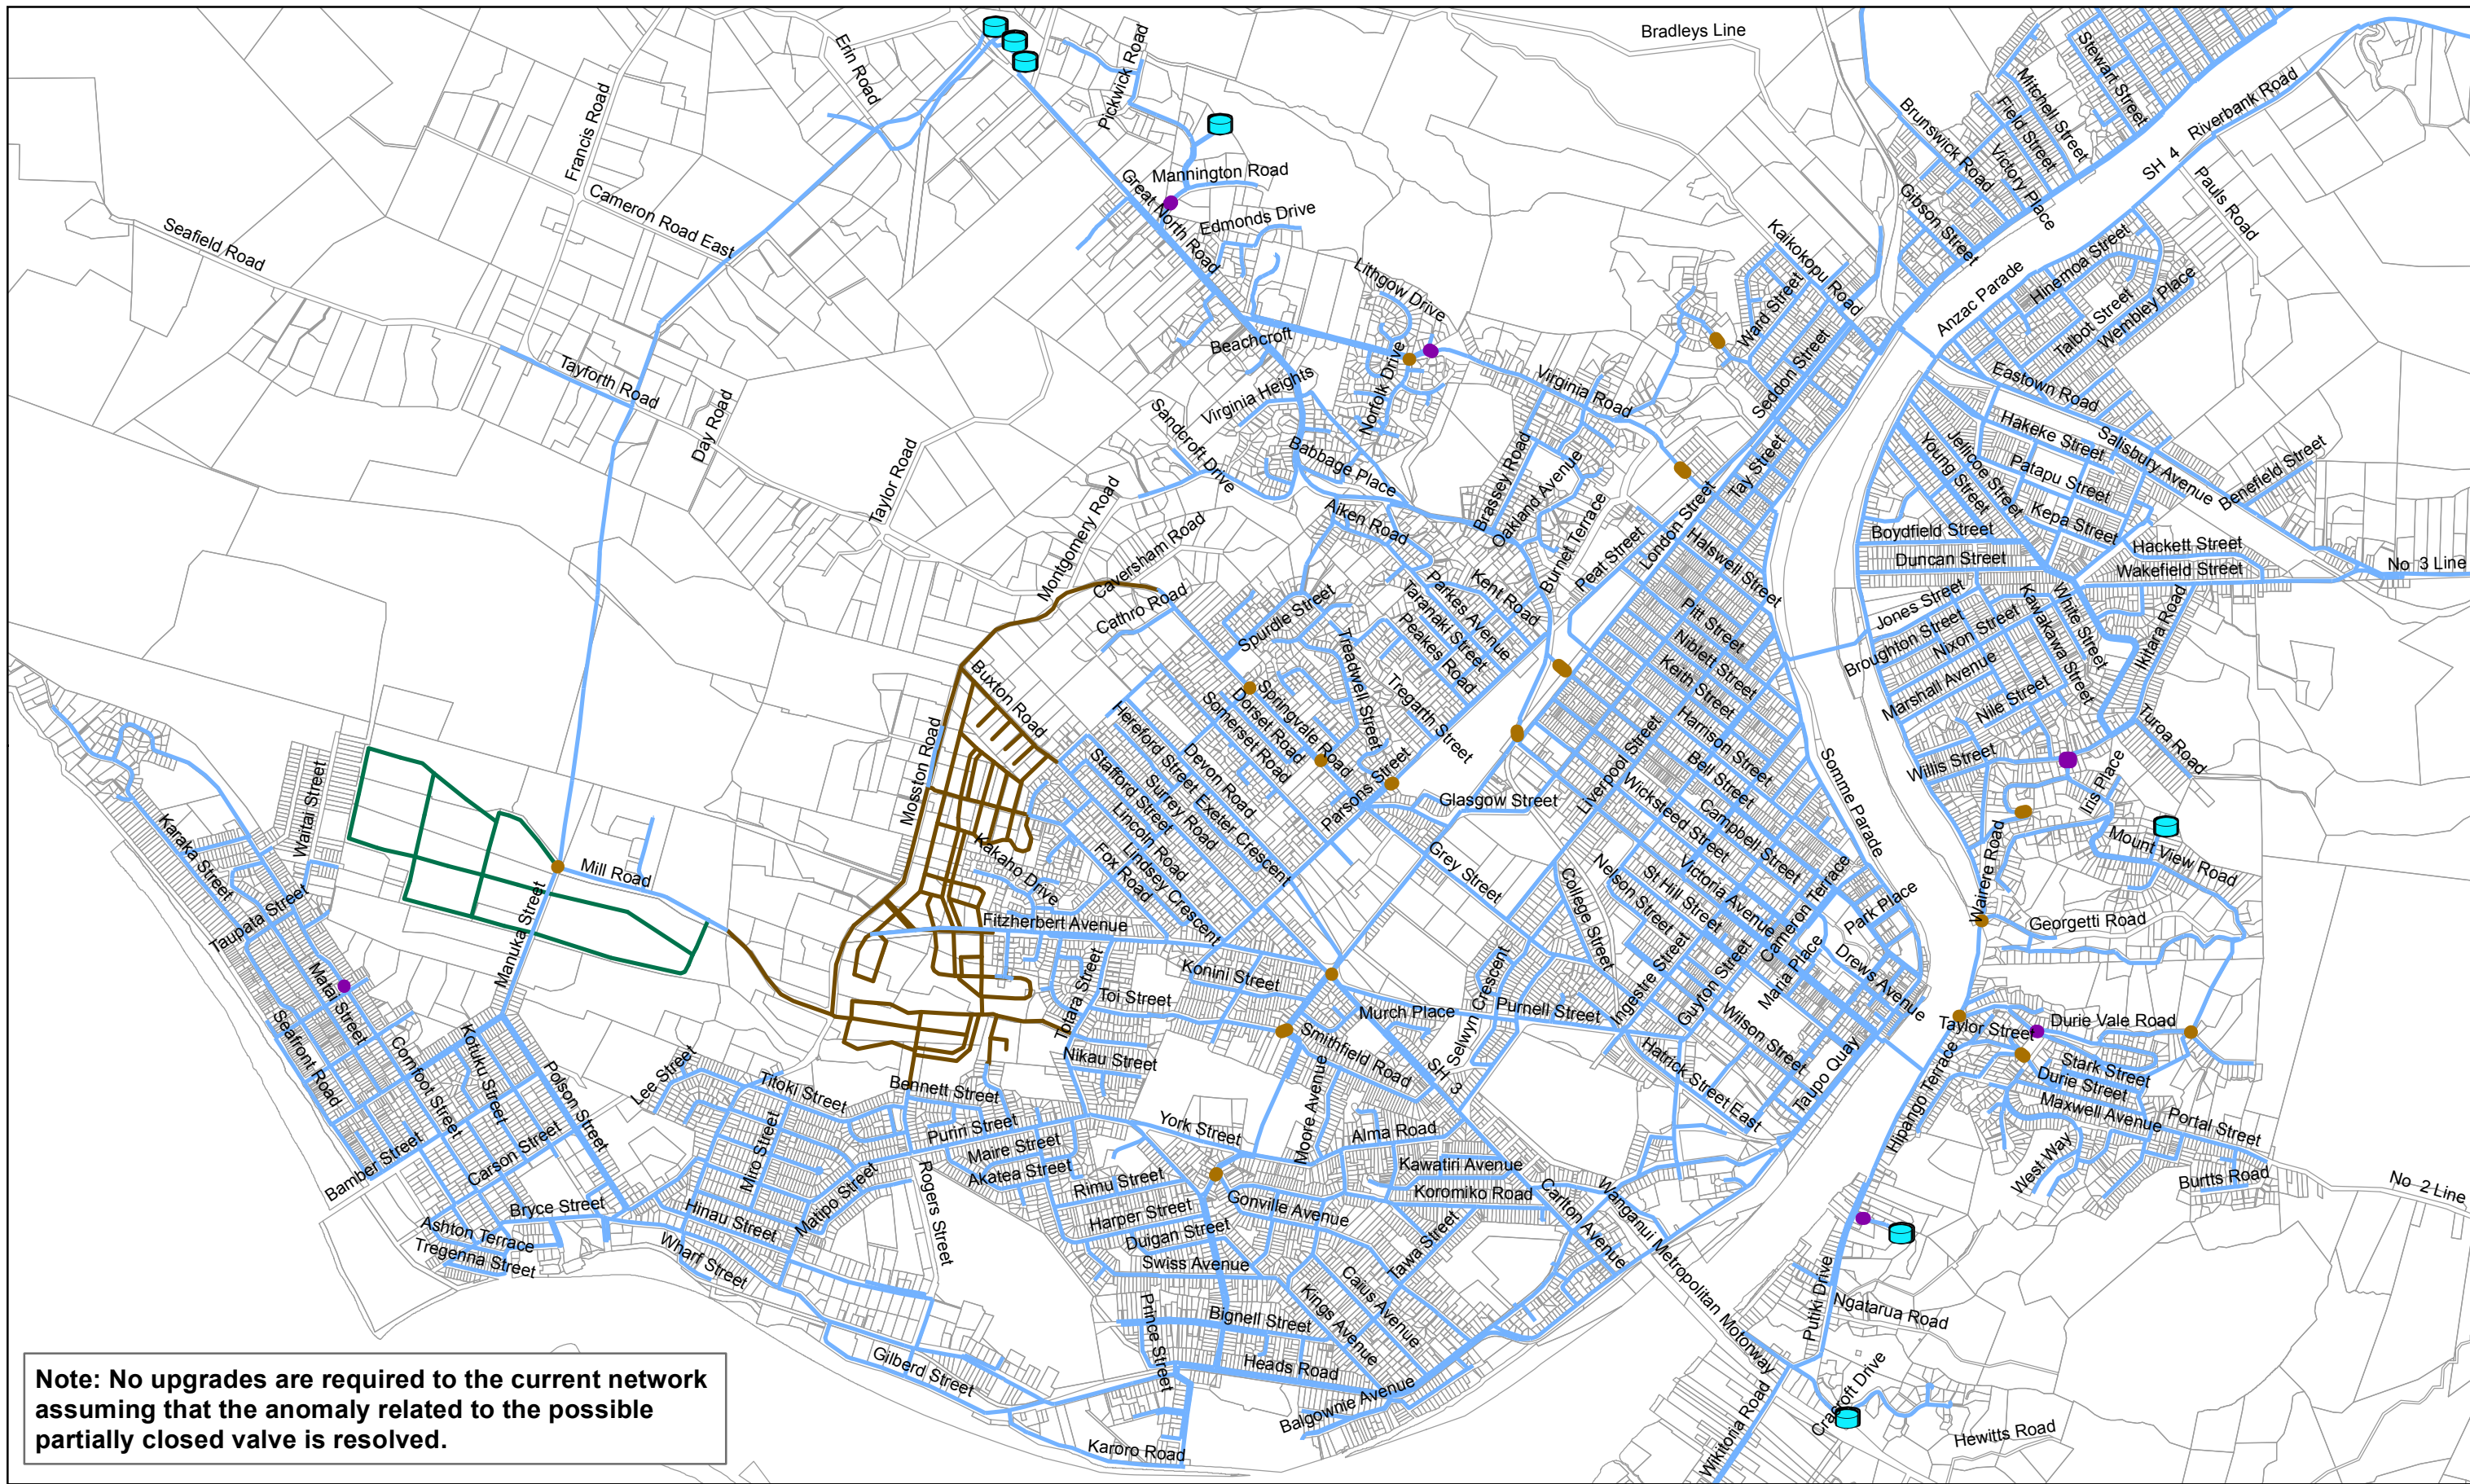 Bradleys Line
Stewart Street
Erin Road
Pickwick Road
Mitchell Street
Field Street
Riverbank Road
Francis Road
Brunswick Road
Victory Place
SH 4
Pauls Road
Mannington Road
Great North Road
Gibson Street
Cameron Road East
Edmonds Drive
Kaikokopu Road
Hinemoa Street
Seafield Road
Lithgow Drive
Anzac Parade
Ward Street
Talbot Street
Wembley Place
Beachcroft
Seddon Street
Eastown Road
Tayforth Road
Virginia Heights
Norfolk Drive
Virginia Road
Day Road
Sandcroft Drive
Hakeke Street
Salisbury Avenue
Jellicoe Street
Young Street
Benefield Street
Babbage Place
Brassey Road
Oakland Avenue
Tay Street
Patapu Street
Taylor Road
Montgomery Road
London Street
Kepa Street
Aiken Road
Burnet Terrace
Peat Street
Halswell Street
Boydfield Street
Hackett Street
Caversham Road
Duncan Street
Wakefield Street
No 3 Line
Cathro Road
Spurdle Street
Parkes Avenue
Kent Road
Taranaki Street
Peakes Road
Pitt Street
Jones Street
White Street
Broughton Street
Nixon Street
Kawakawa Street
Ikitara Road
Treadwell Street
Niblett Street
Buxton Road
Keith Street
Marshall Avenue
Springvale Road
Dorset Road
Somerset Road
Tregarth Street
Nile Street
Hereford Street
Harrison Street
Turoa Road
Mosston Road
Devon Road
Liverpool Street
Somme Parade
Willis Street
Stafford Street
Exeter Crescent
Surrey Road
Bell Street
Parsons Street
Glasgow Street
Wicksteed Street
Iris Place
Waitai Street
Karaka Street
Lincoln Road
Campbell Street
Mount View Road
Kakaho Drive
Fox Road
Lindsey Crescent
Grey Street
Mill Road
College Street
Nelson Street
St Hill Street
Victoria Avenue
Cameron Terrace
Wairere Road
Taupata Street
Manuka Street
Fitzherbert Avenue
Park Place
Georgetti Road
Matai Street
Konini Street
Selwyn Crescent
Ingestre Street
Guyton Street
Maria Place
Drews Avenue
Totara Street
Toi Street
Murch Place
Purnell Street
Wilson Street
Taylor Street
Durie Vale Road
Seafront Road
Cornfoot Street
Kotuku Street
Smithfield Road
Nikau Street
Hatrick Street East
Stark Street
Polson Street
Lee Street
Titoki Street
Bennett Street
SH 3
Taupo Quay
Hipango Terrace
Durie Street
Moore Avenue
Maxwell Avenue
Portal Street
York Street
Puriri Street
Alma Road
Bamber Street
Carson Street
Miro Street
Maire Street
West Way
Akatea Street
Kawatiri Avenue
Burtts Road
Rimu Street
Koromiko Road
No 2 Line
Matipo Street
Rogers Street
Bryce Street
Hinau Street
Harper Street
Gonville Avenue
Carlton Avenue
Ashton Terrace
Duigan Street
Tawa Street
Wanganui Metropolitan Motorway
Tregenna Street
Wharf Street
Swiss Avenue
Caius Avenue
Putiki Drive
Kings Avenue
Ngatarua Road
Prince Street
Bignell Street
Gilberd Street
Heads Road
Balgownie Avenue
Cracroft Drive
Wikitoria Road
Hewitts Road
Karoro Road
Note: No upgrades are required to the current network
assuming that the anomaly related to the possible
partially closed valve is resolved.